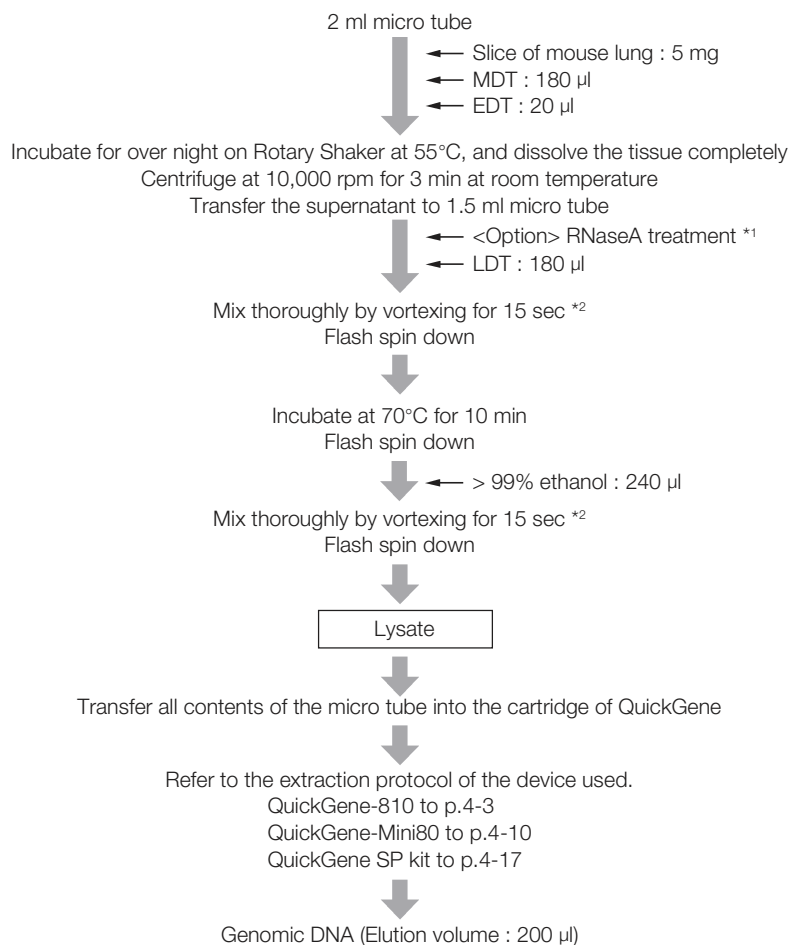 2 ml micro tube
Slice of mouse lung : 5 mg
MDT : 180 µl
EDT : 20 µl
Incubate for over night on Rotary Shaker at 55°C, and dissolve the tissue completely
Centrifuge at 10,000 rpm for 3 min at room temperature
Transfer the supernatant to 1.5 ml micro tube
<Option> RNaseA treatment *1
LDT : 180 µl
Mix thoroughly by vortexing for 15 sec *2
Flash spin down
Incubate at 70°C for 10 min
Flash spin down
> 99% ethanol : 240 µl
Mix thoroughly by vortexing for 15 sec *2
Flash spin down
Lysate
Transfer all contents of the micro tube into the cartridge of QuickGene
Refer to the extraction protocol of the device used.
QuickGene-810 to p.4-3
QuickGene-Mini80 to p.4-10
QuickGene SP kit to p.4-17
Genomic DNA (Elution volume : 200 µl)